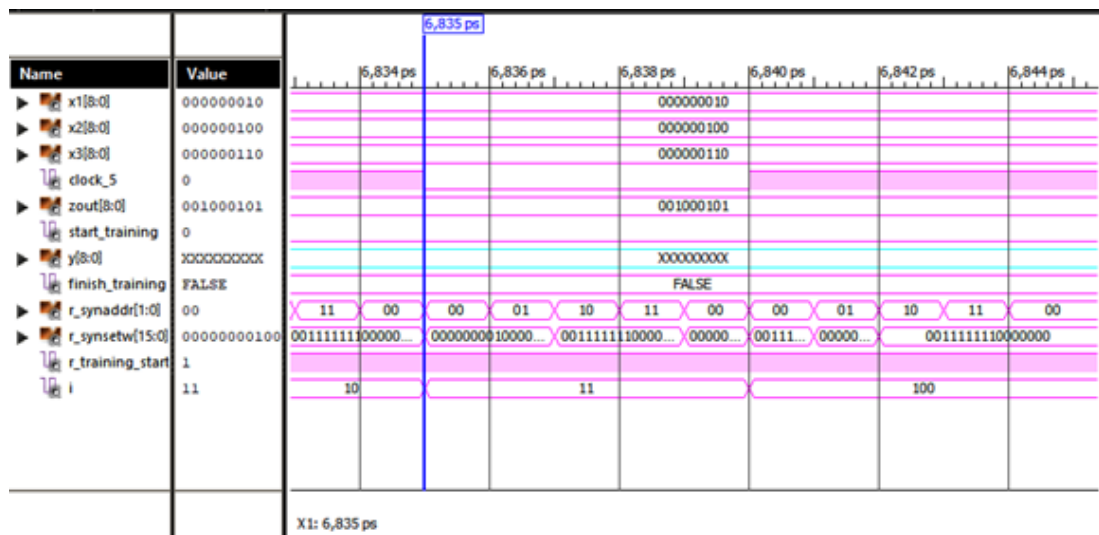 6,835 ps
Name Value 6,834 ps 6,836 ps 6,838 ps 6,840 ps 6,842 ps 6,844 ps
x1[8:0] 000000010 000000010
x2[8:0] 000000100 000000100
x3[8:0] 000000110 000000110
clock_5 0
zout[8:0] 001000101 001000101
start_training 0
y[8:0] XXXXXXXXX XXXXXXXXX
finish_training FALSE FALSE
r_synaddr[1:0] 00 11 00 00 01 10 11 00 00 01 10 11 00
r_synsetw[15:0] 00000000100 00111111100000... 0000000010000... 0011111110000... 00000... 00111... 00000... 0011111110000000
r_training_start 1
i 11 10 11 100
X1: 6,835 ps